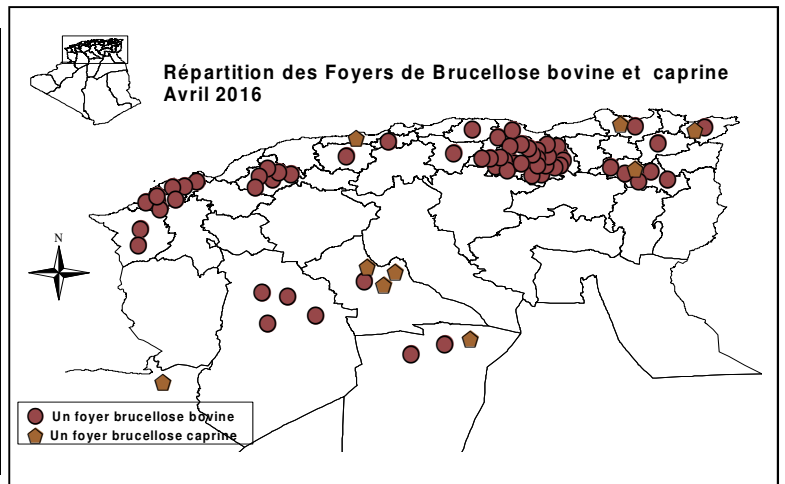 Répartition des Foyers de Brucellose bovine et caprine
Avril 2016
N
Un foyer brucellose bovine
Un foyer brucellose caprine